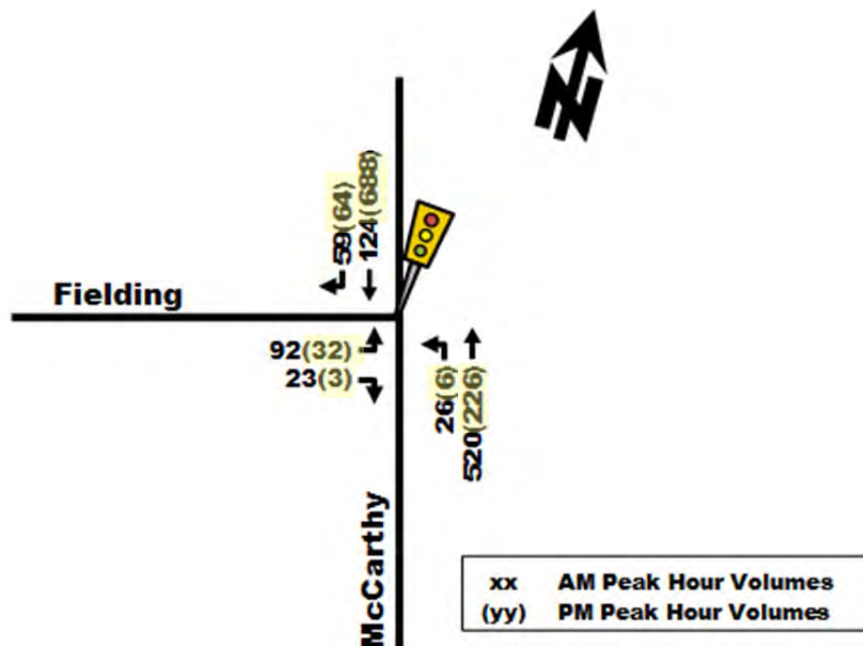 59(64)
124(688)
Fielding
92(32)
23(3)
26(6)
520(226)
McCarthy
xx AM Peak Hour Volumes
(yy) PM Peak Hour Volumes